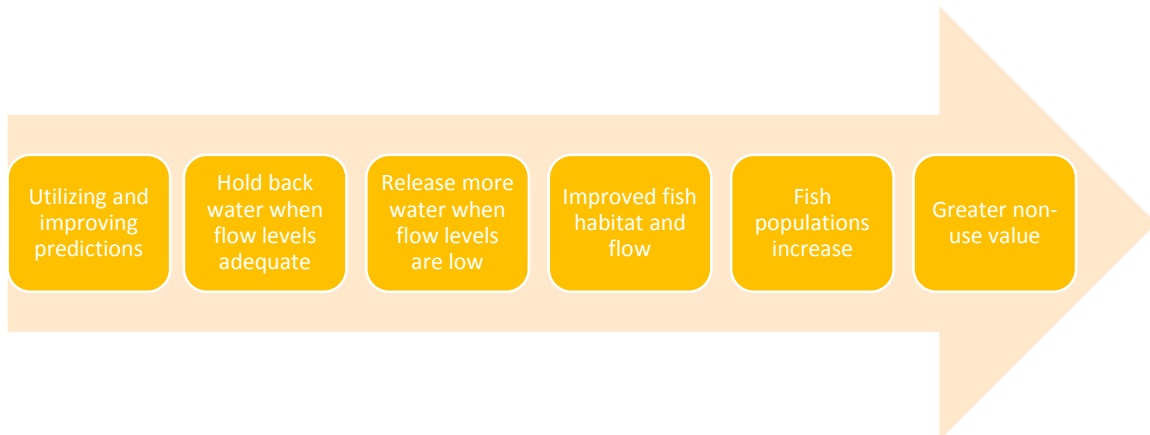 Utilizing and
improving
predictions
Hold back
water when
flow levels
adequate
Release more
water when
flow levels
are low
Improved fish
habitat and
flow
Fish
populations
increase
Greater non-
use value